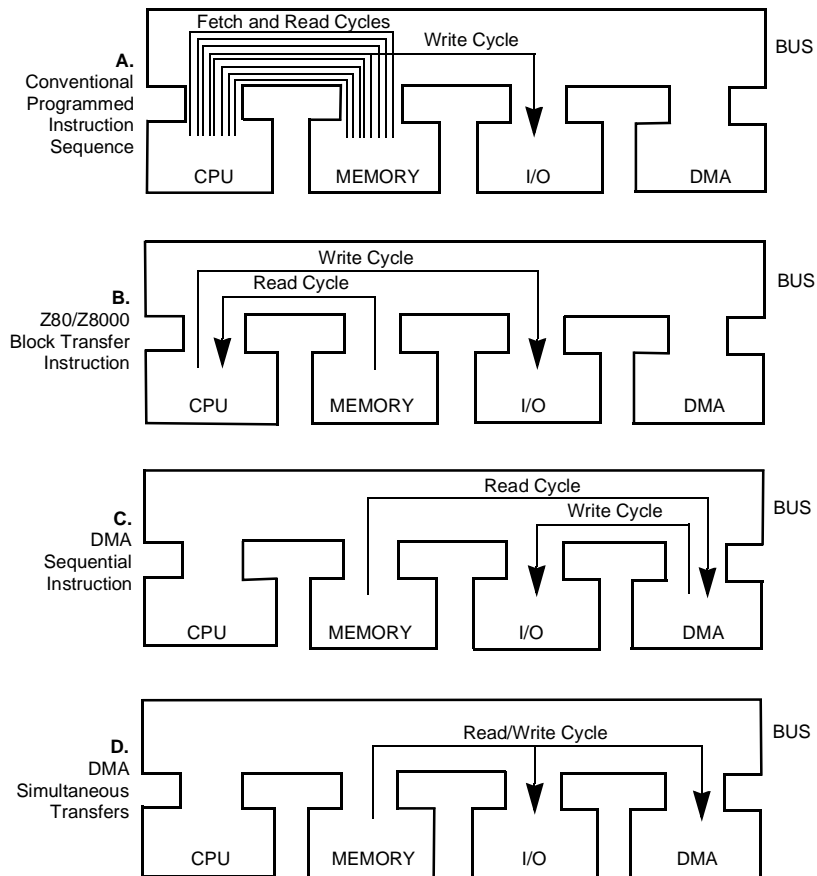 Fetch and Read Cycles
Write Cycle
BUS
A.
Conventional
Programmed
Instruction
Sequence
CPU
MEMORY
I/O
DMA
Write Cycle
Read Cycle
BUS
B.
Z80/Z8000
Block Transfer
Instruction
CPU
MEMORY
I/O
DMA
Read Cycle
Write Cycle
BUS
C.
DMA
Sequential
Instruction
CPU
MEMORY
I/O
DMA
Read/Write Cycle
BUS
D.
DMA
Simultaneous
Transfers
CPU
MEMORY
I/O
DMA